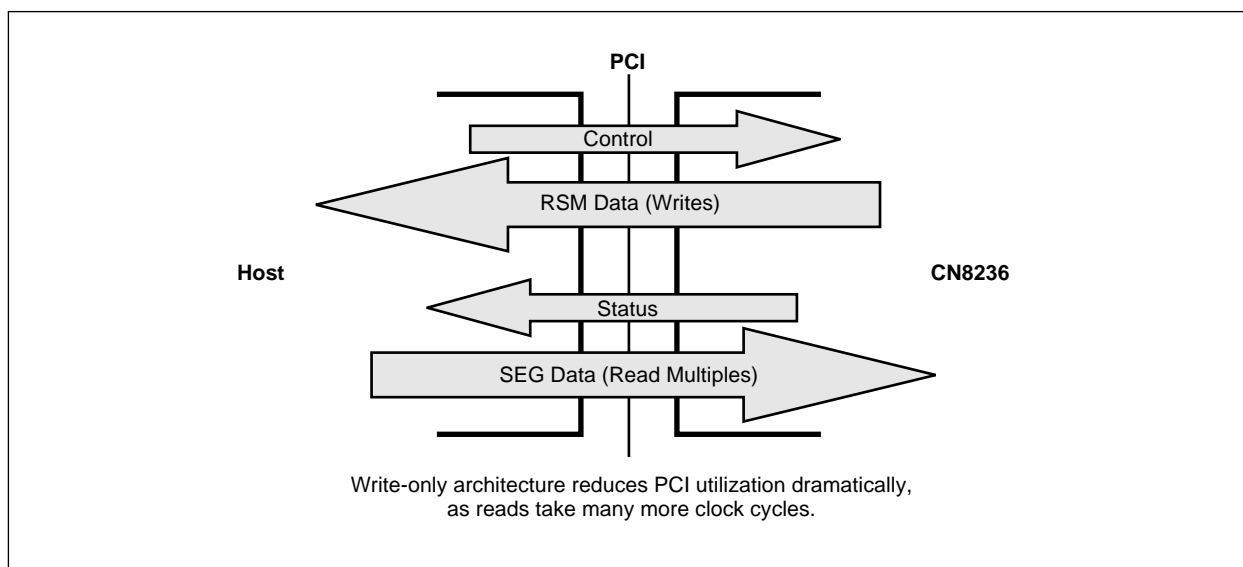 PCI
Control
RSM Data (Writes)
Host
CN8236
Status
SEG Data (Read Multiples)
Write-only architecture reduces PCI utilization dramatically,
as reads take many more clock cycles.